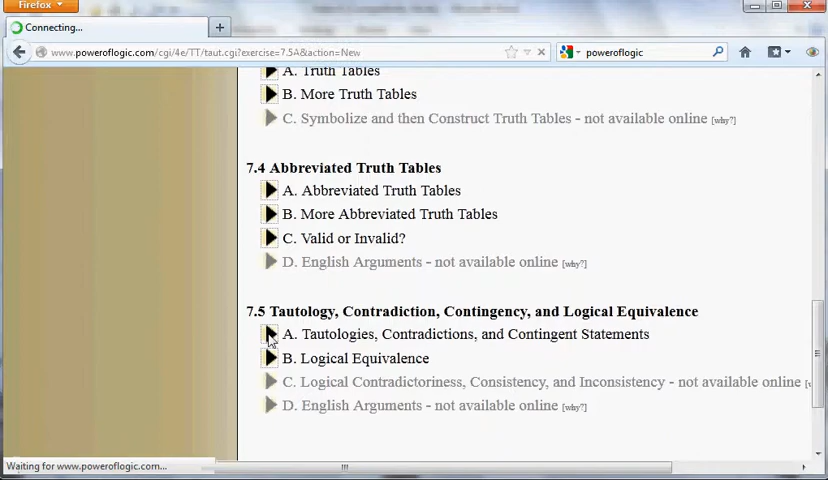 Firefox
Connecting...
www.poweroflogic.com/cgi/4e/TT/taut.cgi?exercise=7.5A&action=New
poweroflogic
A. Truth Tables
B. More Truth Tables
C. Symbolize and then Construct Truth Tables - not available online [why?]
7.4 Abbreviated Truth Tables
A. Abbreviated Truth Tables
B. More Abbreviated Truth Tables
C. Valid or Invalid?
D. English Arguments - not available online [why?]
7.5 Tautology, Contradiction, Contingency, and Logical Equivalence
A. Tautologies, Contradictions, and Contingent Statements
B. Logical Equivalence
C. Logical Contradictoriness, Consistency, and Inconsistency - not available online [
D. English Arguments - not available online [why?]
Waiting for www.poweroflogic.com...